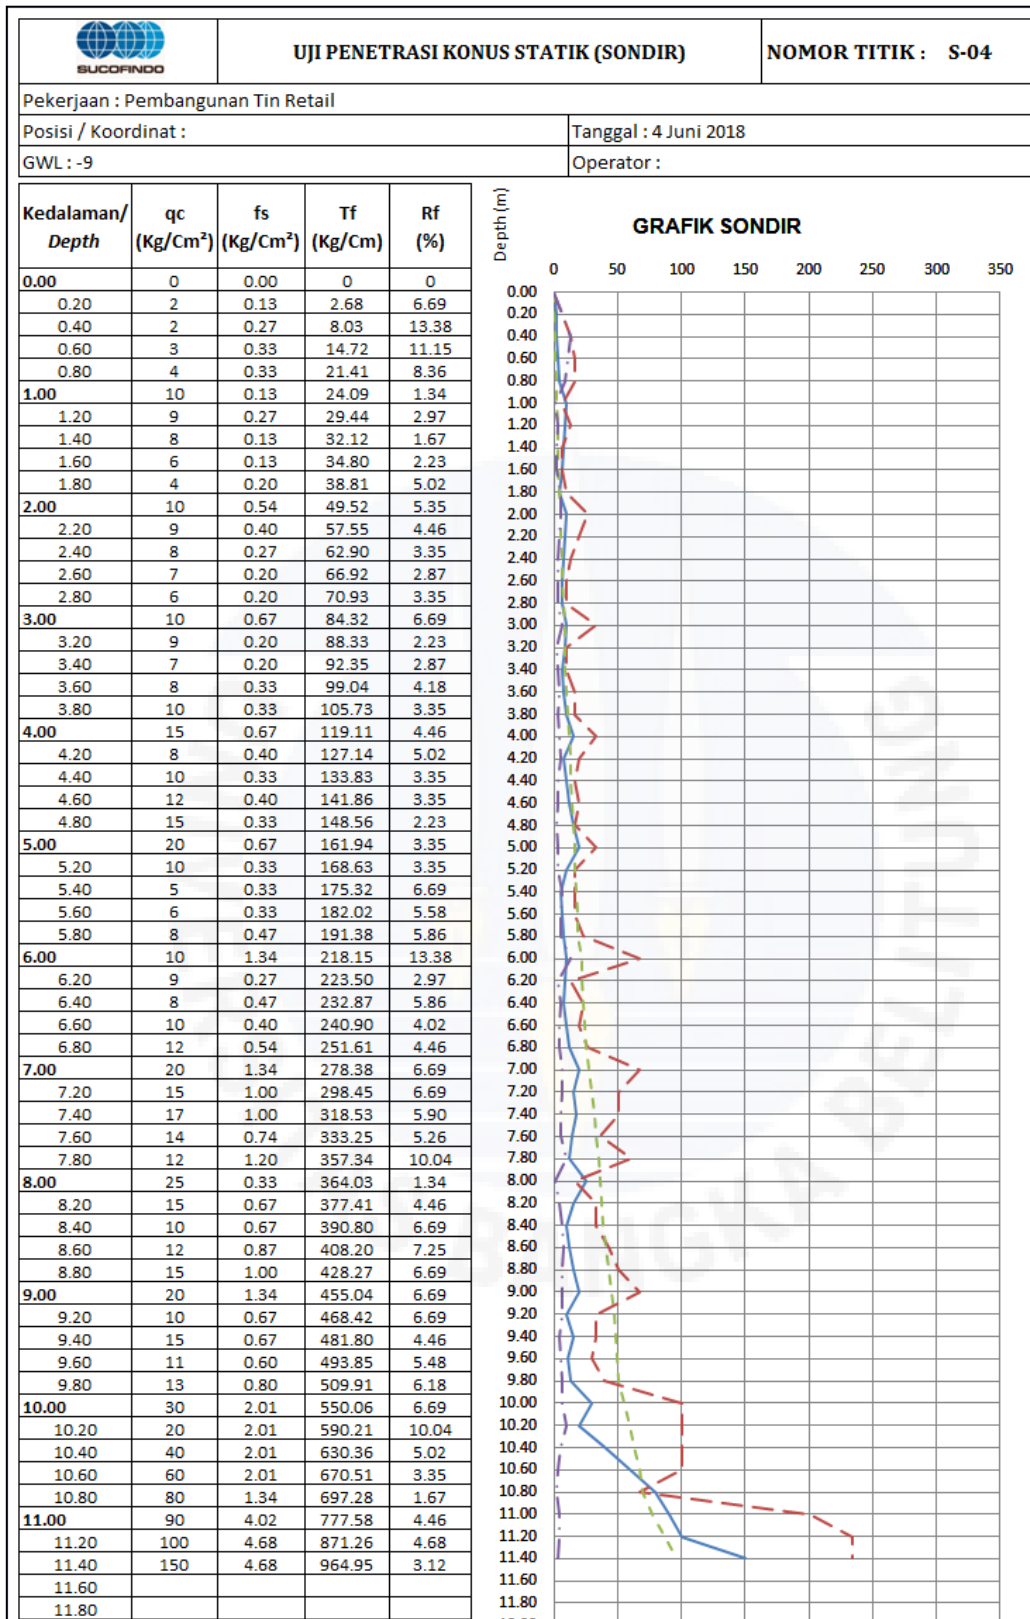 SUCOFINDO
UJI PENETRASI KONUS STATIK (SONDIR)
NOMOR TITIK : S-04
Pekerjaan : Pembangunan Tin Retail
Posisi / Koordinat :
Tanggal : 4 Juni 2018
GWL : -9
Operator :
Kedalaman/ Depth qc (Kg/Cm²) fs (Kg/Cm²) Tf (Kg/Cm) Rf (%)
0.00 0 0.00 0 0
0.20 2 0.13 2.68 6.69
0.40 2 0.27 8.03 13.38
0.60 3 0.33 14.72 11.15
0.80 4 0.33 21.41 8.36
1.00 10 0.13 24.09 1.34
1.20 9 0.27 29.44 2.97
1.40 8 0.13 32.12 1.67
1.60 6 0.13 34.80 2.23
1.80 4 0.20 38.81 5.02
2.00 10 0.54 49.52 5.35
2.20 9 0.40 57.55 4.46
2.40 8 0.27 62.90 3.35
2.60 7 0.20 66.92 2.87
2.80 6 0.20 70.93 3.35
3.00 10 0.67 84.32 6.69
3.20 9 0.20 88.33 2.23
3.40 7 0.20 92.35 2.87
3.60 8 0.33 99.04 4.18
3.80 10 0.33 105.73 3.35
4.00 15 0.67 119.11 4.46
4.20 8 0.40 127.14 5.02
4.40 10 0.33 133.83 3.35
4.60 12 0.40 141.86 3.35
4.80 15 0.33 148.56 2.23
5.00 20 0.67 161.94 3.35
5.20 10 0.33 168.63 3.35
5.40 5 0.33 175.32 6.69
5.60 6 0.33 182.02 5.58
5.80 8 0.47 191.38 5.86
6.00 10 1.34 218.15 13.38
6.20 9 0.27 223.50 2.97
6.40 8 0.47 232.87 5.86
6.60 10 0.40 240.90 4.02
6.80 12 0.54 251.61 4.46
7.00 20 1.34 278.38 6.69
7.20 15 1.00 298.45 6.69
7.40 17 1.00 318.53 5.90
7.60 14 0.74 333.25 5.26
7.80 12 1.20 357.34 10.04
8.00 25 0.33 364.03 1.34
8.20 15 0.67 377.41 4.46
8.40 10 0.67 390.80 6.69
8.60 12 0.87 408.20 7.25
8.80 15 1.00 428.27 6.69
9.00 20 1.34 455.04 6.69
9.20 10 0.67 468.42 6.69
9.40 15 0.67 481.80 4.46
9.60 11 0.60 493.85 5.48
9.80 13 0.80 509.91 6.18
10.00 30 2.01 550.06 6.69
10.20 20 2.01 590.21 10.04
10.40 40 2.01 630.36 5.02
10.60 60 2.01 670.51 3.35
10.80 80 1.34 697.28 1.67
11.00 90 4.02 777.58 4.46
11.20 100 4.68 871.26 4.68
11.40 150 4.68 964.95 3.12
11.60
11.80
Depth (m)
GRAFIK SONDIR
0 50 100 150 200 250 300 350
0.00
0.20
0.40
0.60
0.80
1.00
1.20
1.40
1.60
1.80
2.00
2.20
2.40
2.60
2.80
3.00
3.20
3.40
3.60
3.80
4.00
4.20
4.40
4.60
4.80
5.00
5.20
5.40
5.60
5.80
6.00
6.20
6.40
6.60
6.80
7.00
7.20
7.40
7.60
7.80
8.00
8.20
8.40
8.60
8.80
9.00
9.20
9.40
9.60
9.80
10.00
10.20
10.40
10.60
10.80
11.00
11.20
11.40
11.60
11.80
BANGKA BELITUNG